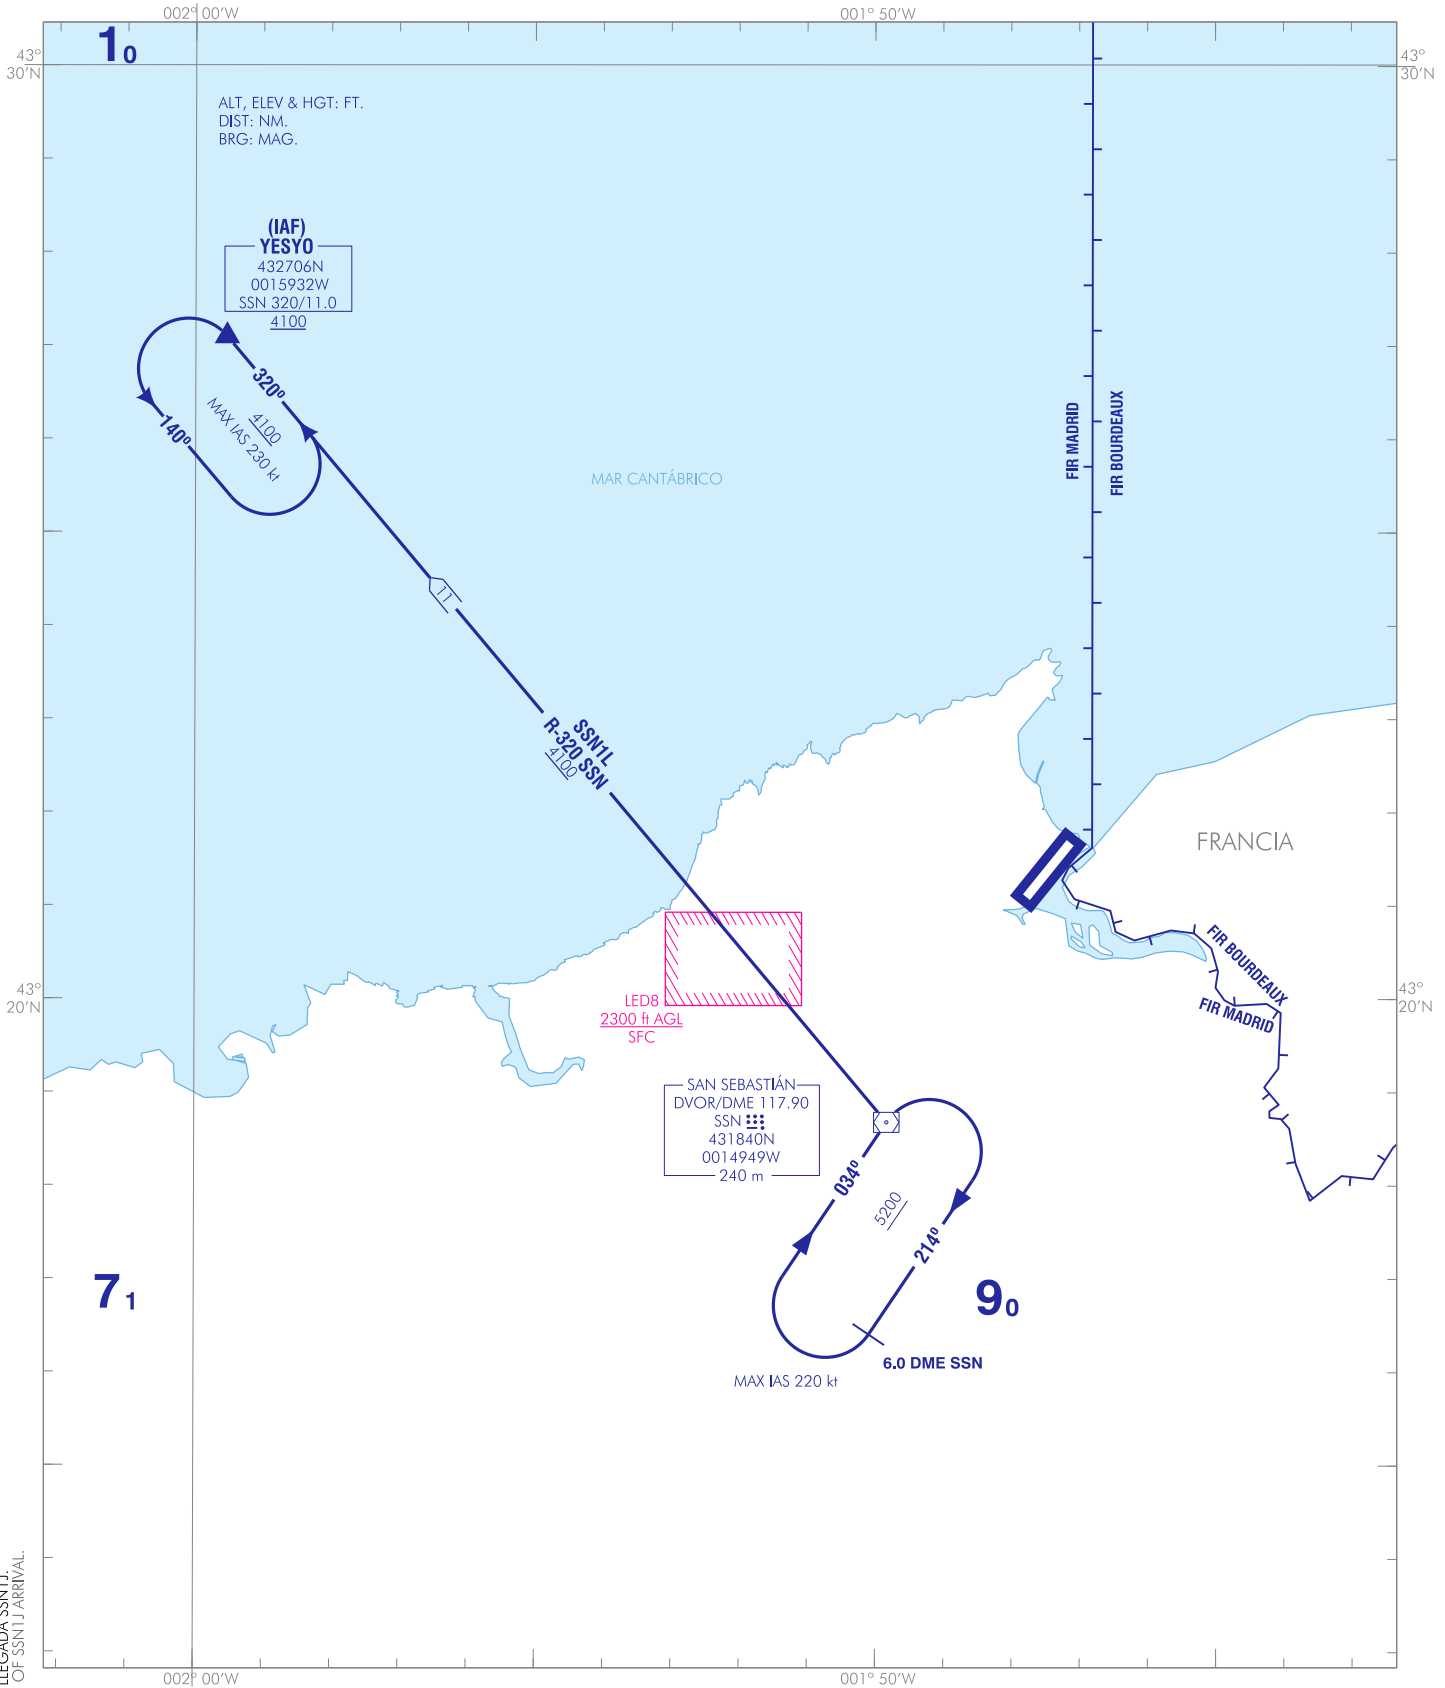 002° 00'W
001° 50'W
43°
30'N
43°
30'N
1₀
ALT, ELEV & HGT: FT.
DIST: NM.
BRG: MAG.
(IAF)
YESYO
432706N
0015932W
SSN 320/11.0
4100
320°
140°
4100
MAX IAS 230 kt
MAR CANTÁBRICO
FIR MADRID
FIR BOURDEAUX
11
SSN1L
R-320 SSN
4100
FRANCIA
FIR BOURDEAUX
FIR MADRID
43°
20'N
43°
20'N
LED8
2300 ft AGL
SFC
SAN SEBASTIÁN
DVOR/DME 117.90
SSN
431840N
0014949W
240 m
034°
5200
214°
7₁
9₀
6.0 DME SSN
MAX IAS 220 kt
LLEGADA SSN1J.
OF SSN1J ARRIVAL.
002° 00'W
001° 50'W